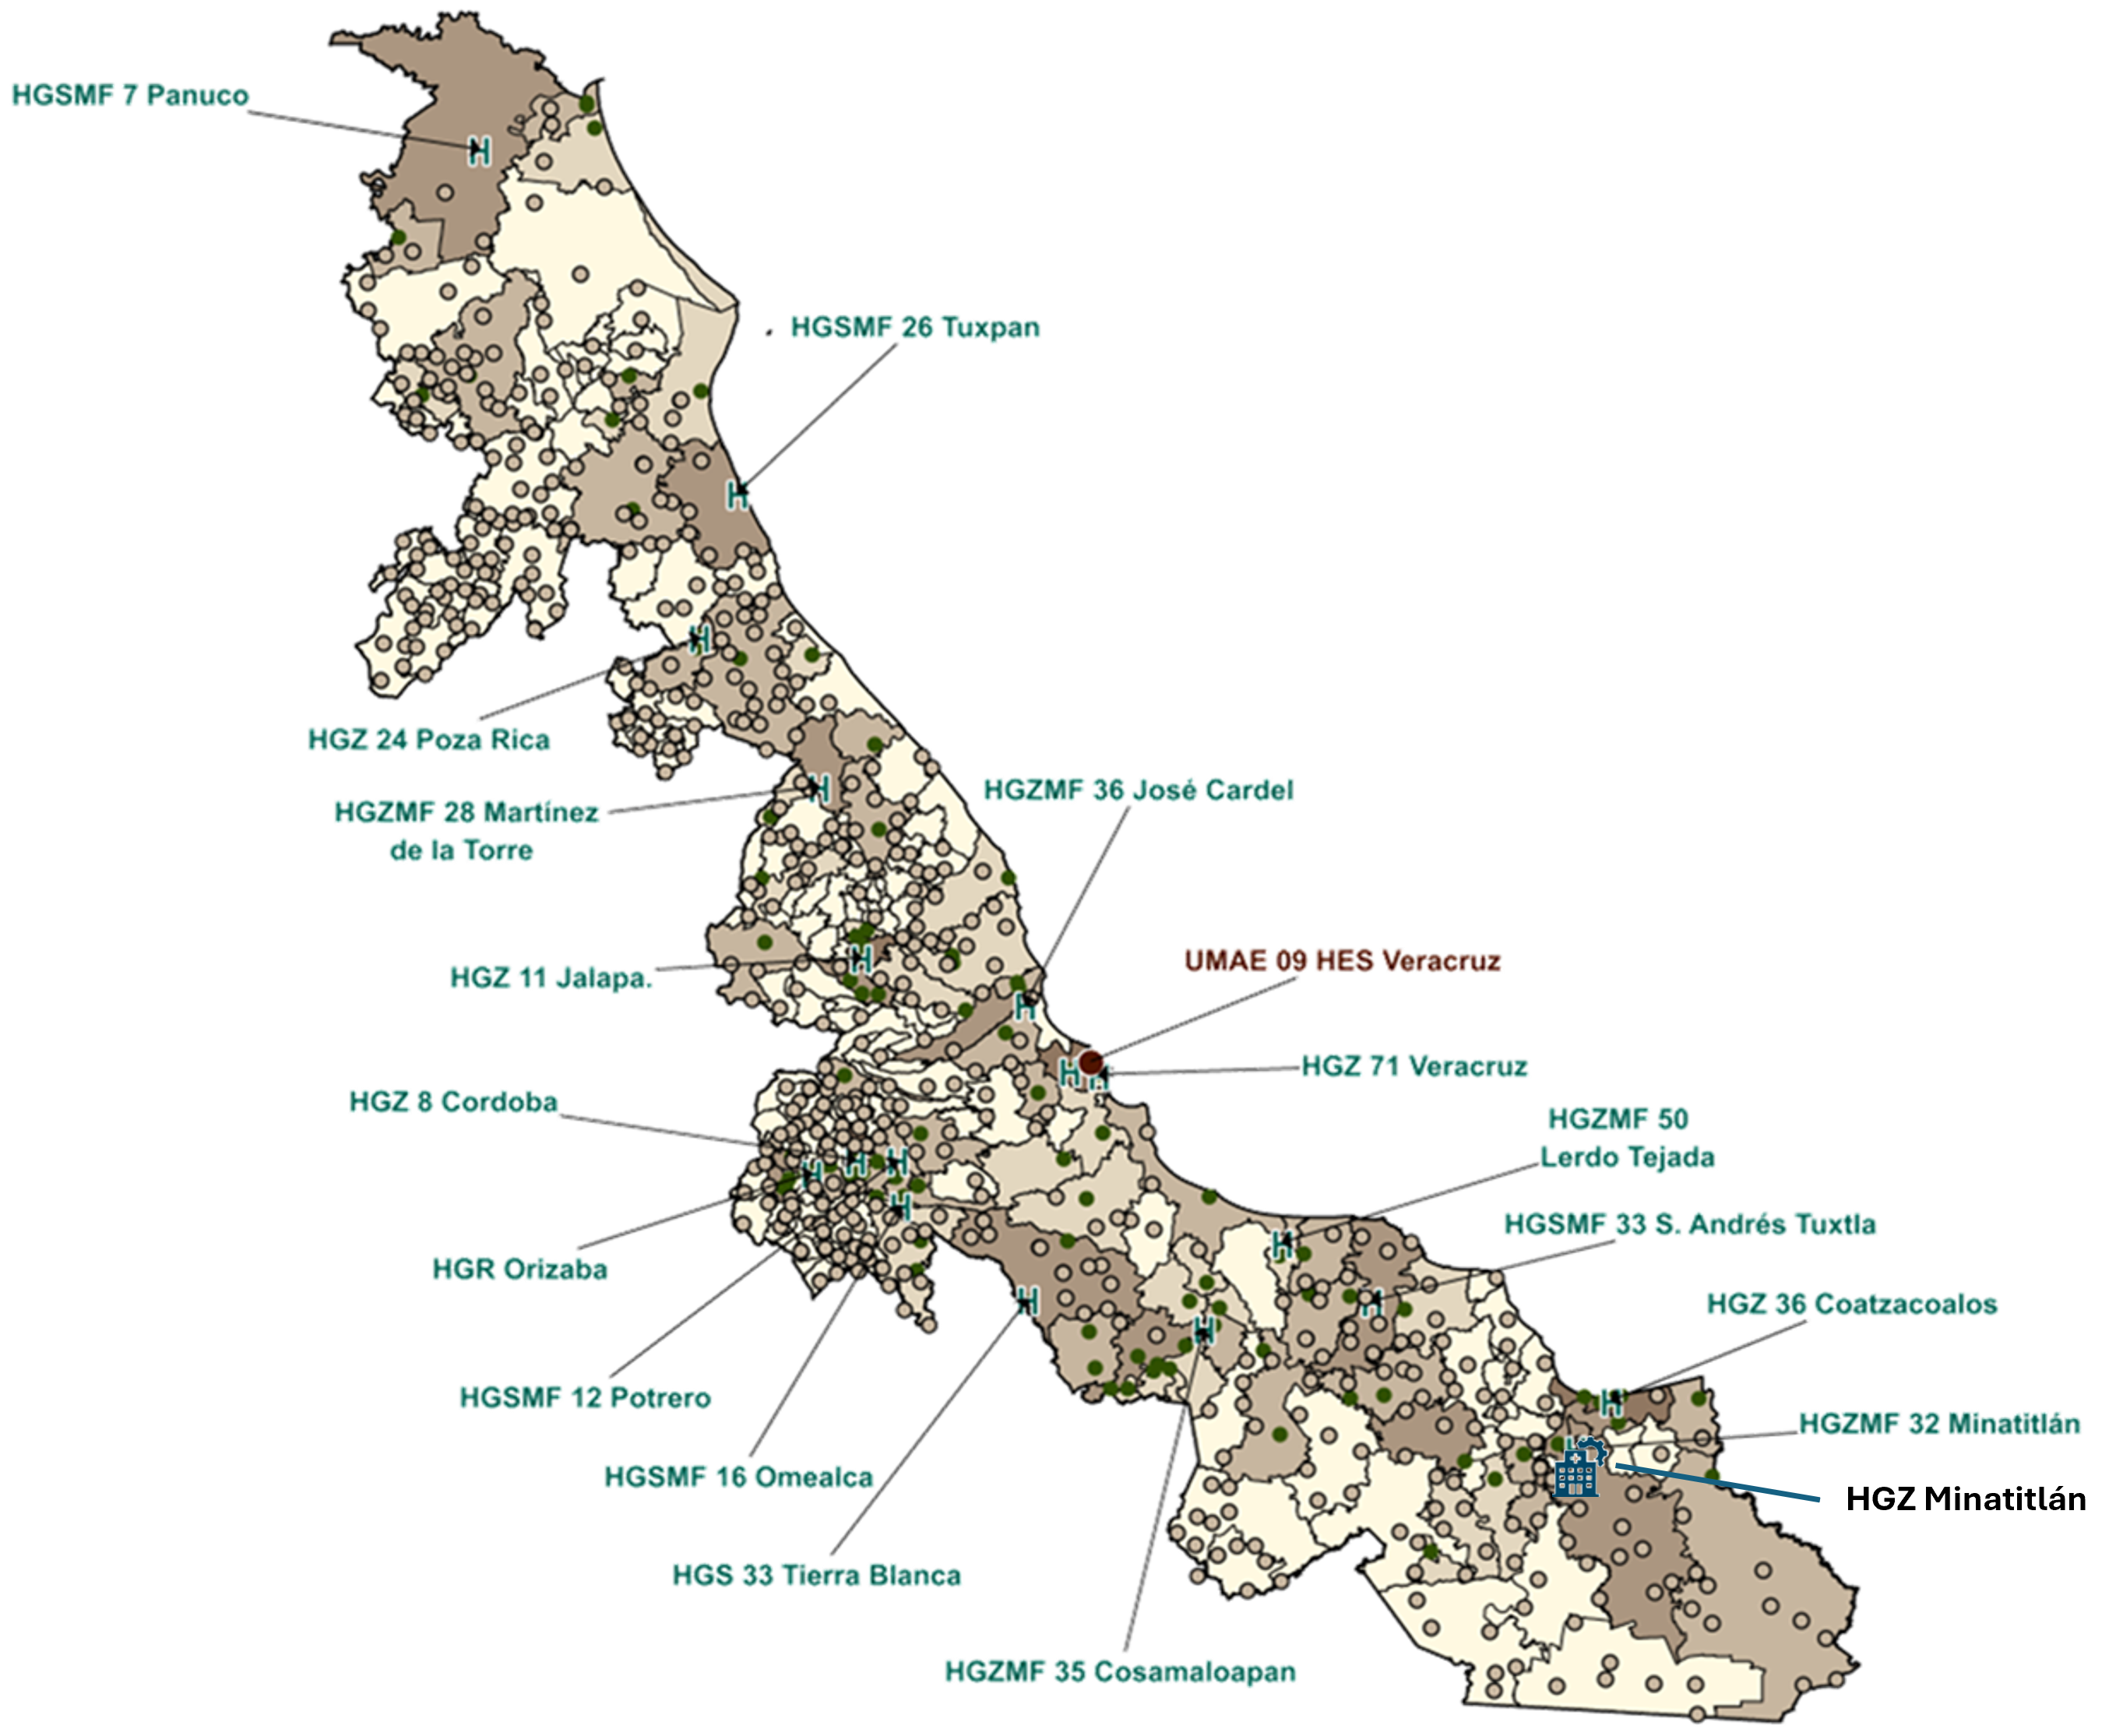 HGSMF 7 Panuco
HGSMF 26 Tuxpan
HGZ 24 Poza Rica
HGZMF 36 José Cardel
HGZMF 28 Martínez
de la Torre
UMAE 09 HES Veracruz
HGZ 11 Jalapa.
HGZ 71 Veracruz
HGZ 8 Cordoba
HGZMF 50
Lerdo Tejada
HGSMF 33 S. Andrés Tuxtla
HGR Orizaba
HGZ 36 Coatzacoalos
HGSMF 12 Potrero
HGZMF 32 Minatitlán
HGSMF 16 Omealca
HGZ Minatitlán
HGS 33 Tierra Blanca
HGZMF 35 Cosamaloapan